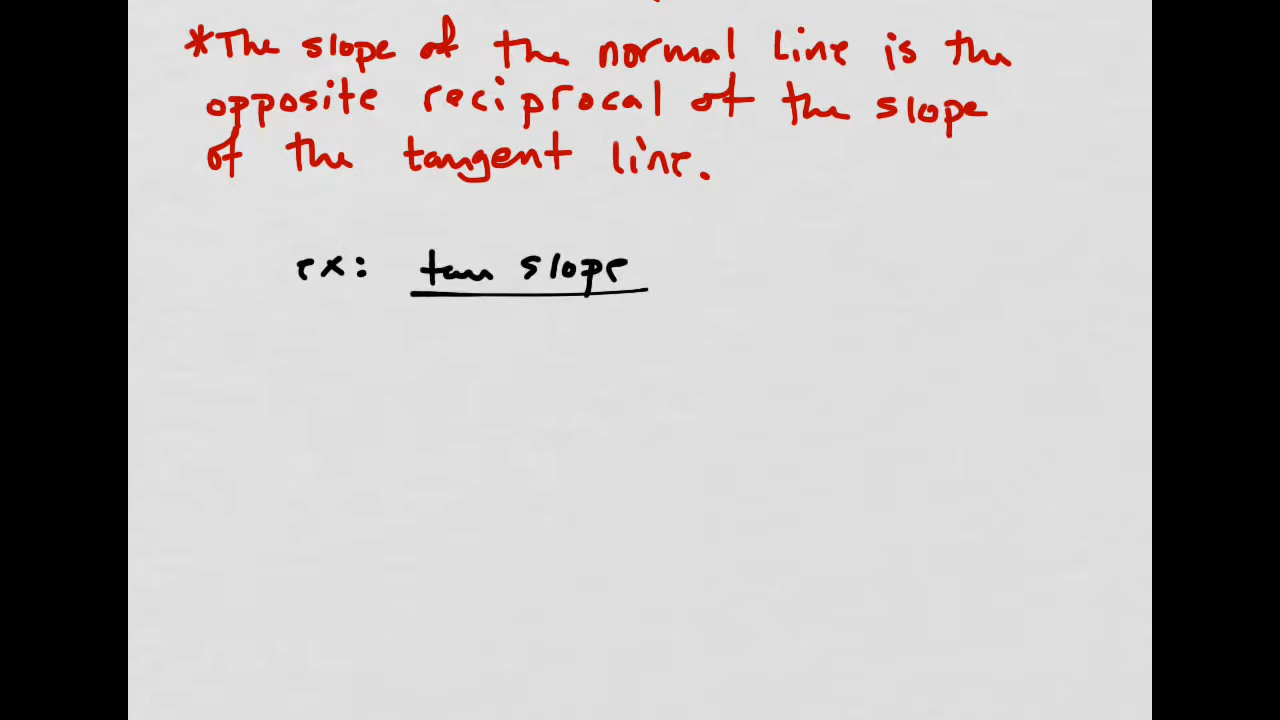 *The slope of the normal line is the
opposite reciprocal of the slope
of the tangent line.
ex: tan slope